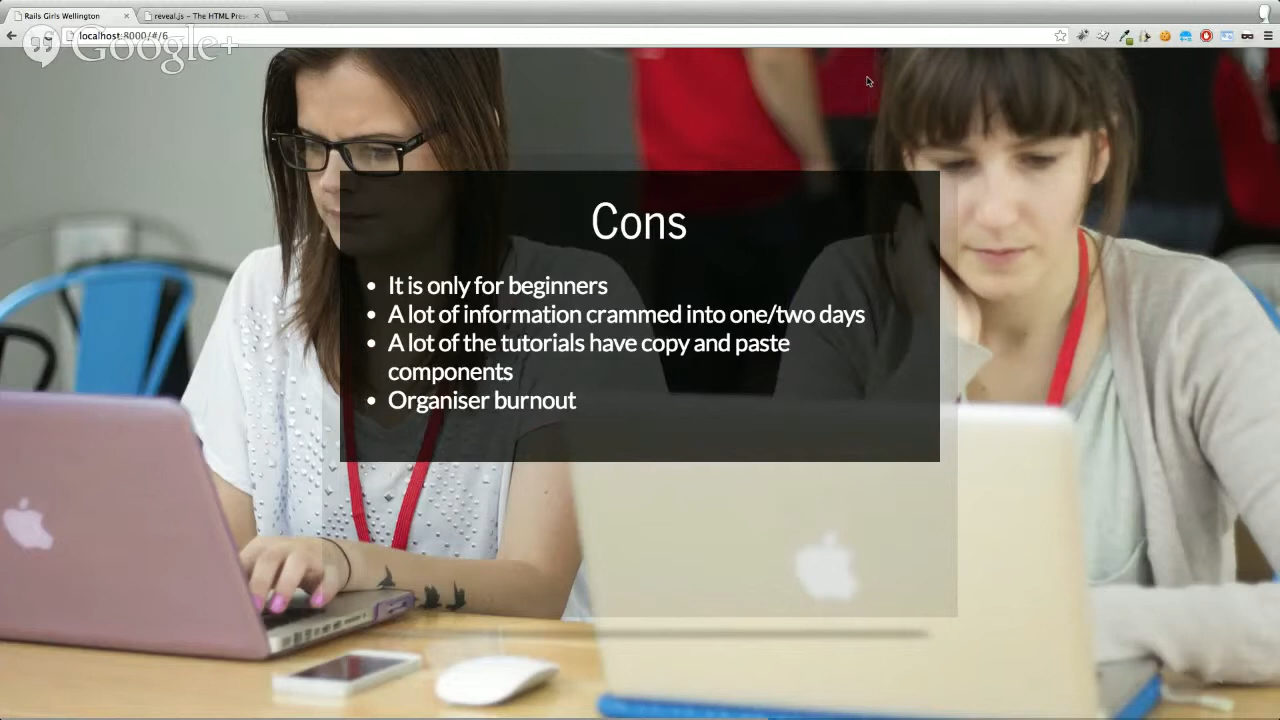 Rails Girls Wellington
reveal.js – The HTML Pres
localhost:8000/#/6
Google+
Cons
• It is only for beginners
• A lot of information crammed into one/two days
• A lot of the tutorials have copy and paste
components
• Organiser burnout